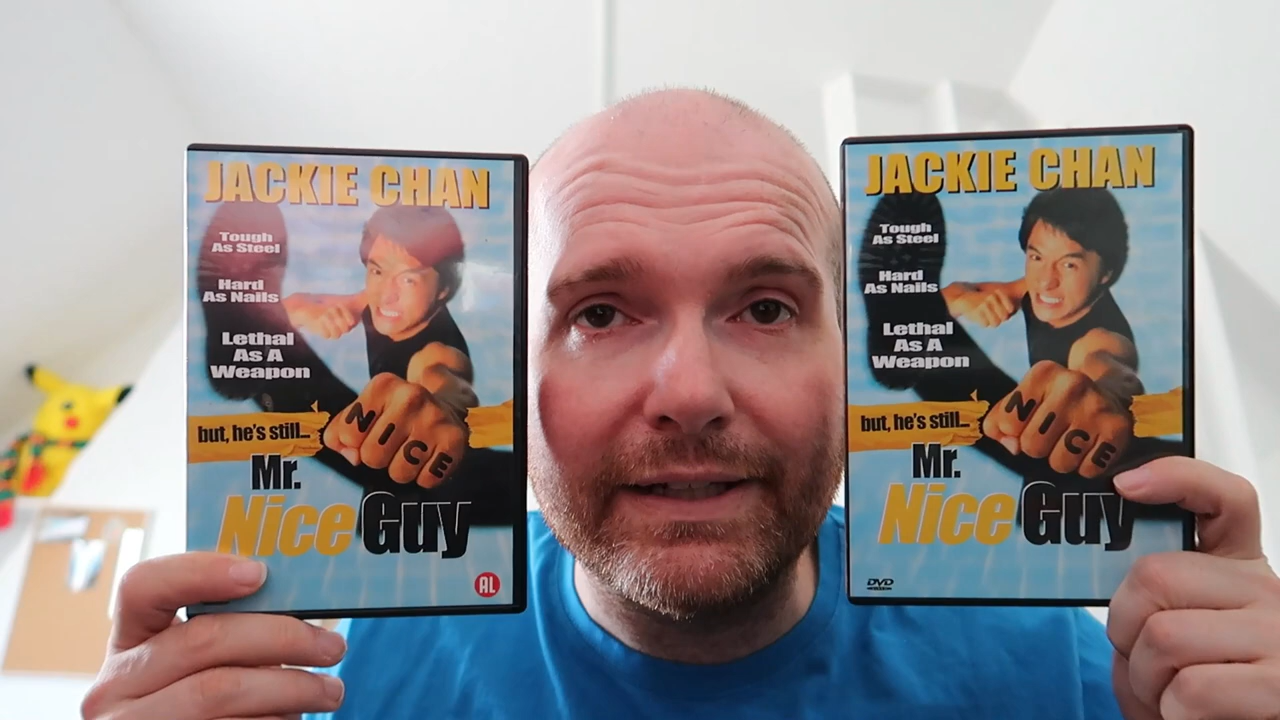 JACKIE CHAN
Tough
As Steel
Hard
As Nails
Lethal
As A
Weapon
but, he's still...
NICE
Mr.
Nice Guy
AL
JACKIE CHAN
Tough
As Steel
Hard
As Nails
Lethal
As A
Weapon
but, he's still...
NICE
Mr.
Nice Guy
DVD